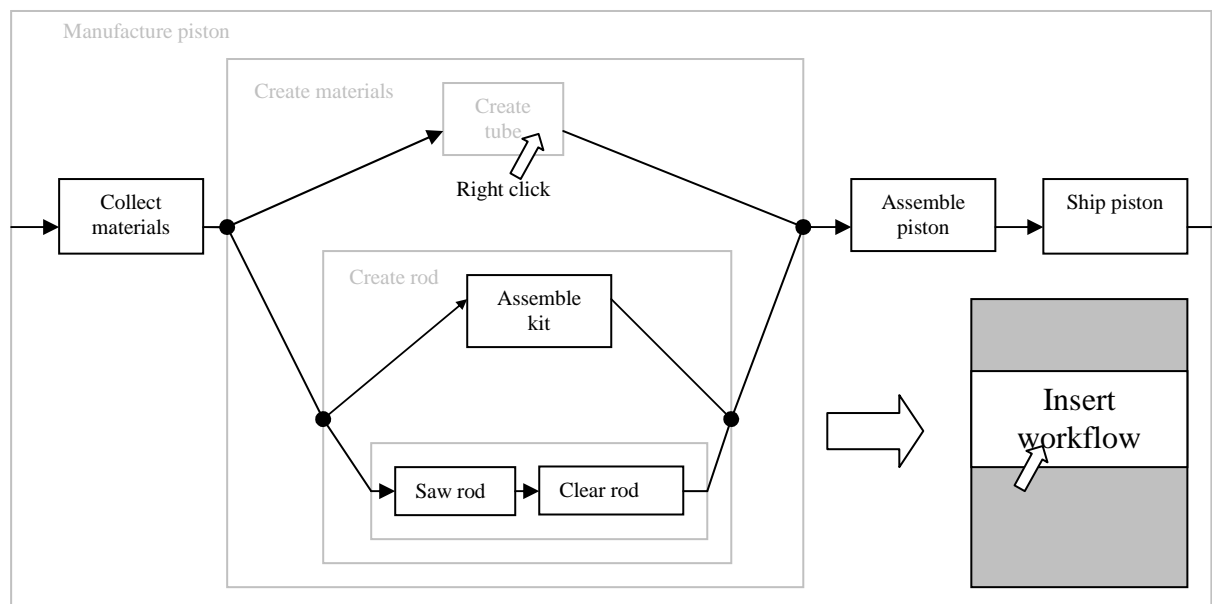 Manufacture piston
Create materials
Create
tube
Right click
Collect
materials
Assemble
piston
Ship piston
Create rod
Assemble
kit
Insert
workflow
Saw rod
Clear rod